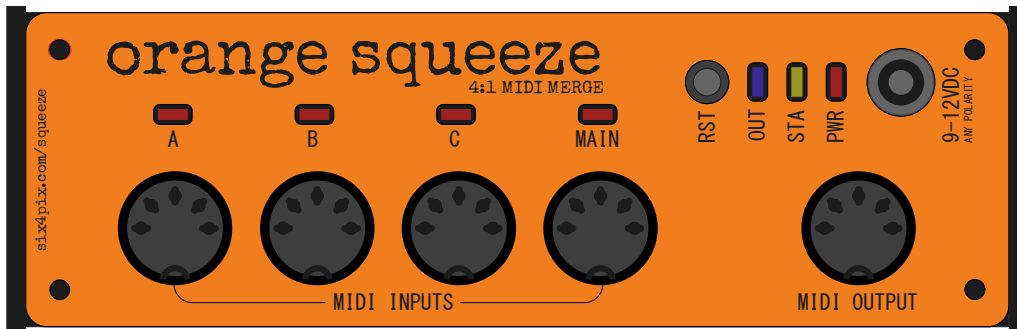 orange squeeze
4:1 MIDI MERGE
six4pix.com/squeeze
A
B
C
MAIN
RST
OUT
STA
PWR
9-12VDC
ANY POLARITY
MIDI INPUTS
MIDI OUTPUT